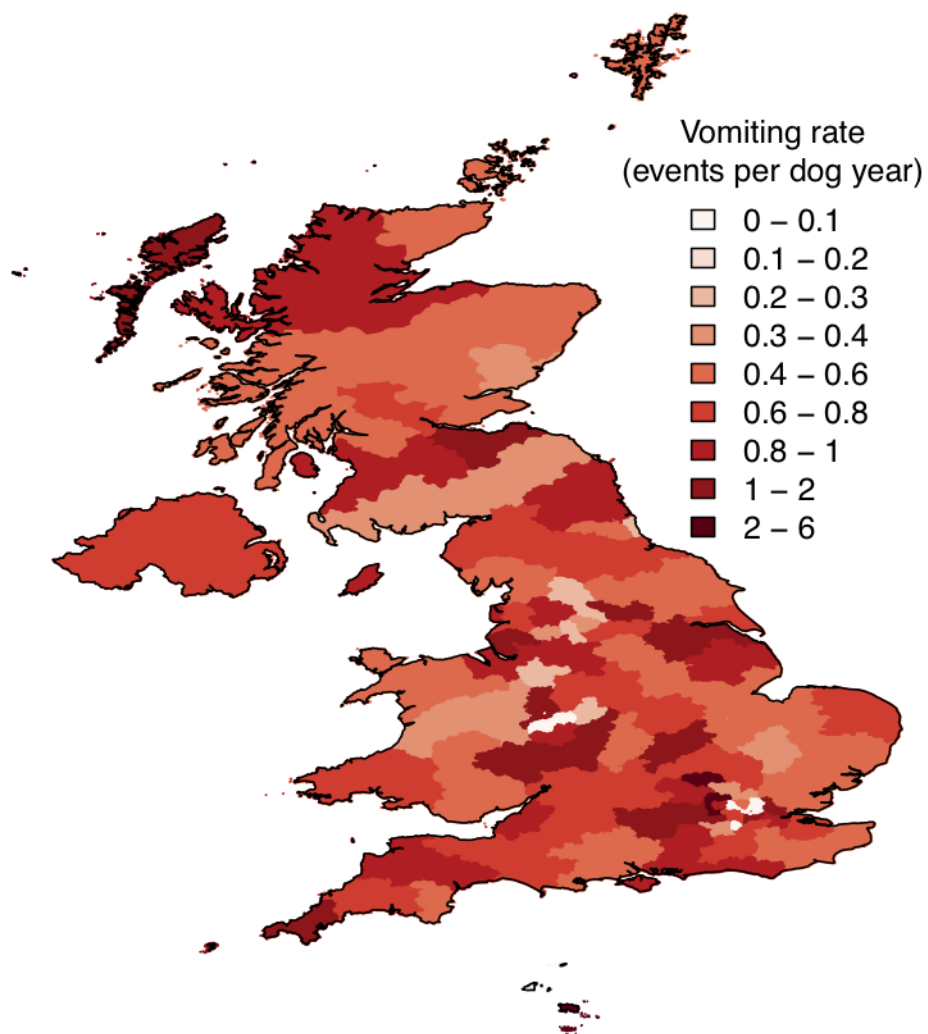 Vomiting rate
(events per dog year)
0 – 0.1
0.1 – 0.2
0.2 – 0.3
0.3 – 0.4
0.4 – 0.6
0.6 – 0.8
0.8 – 1
1 – 2
2 – 6